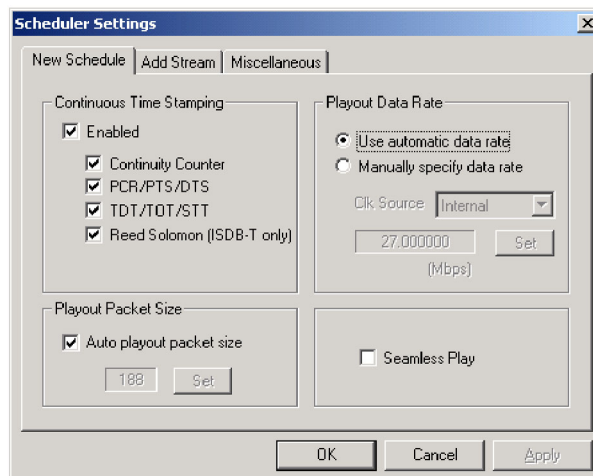 Scheduler Settings
New Schedule
Add Stream
Miscellaneous
Continuous Time Stamping
Enabled
Continuity Counter
PCR/PTS/DTS
TDT/TOT/STT
Reed Solomon (ISDB-T only)
Playout Data Rate
Use automatic data rate
Manually specify data rate
Clk Source
Internal
27.000000
Set
(Mbps)
Playout Packet Size
Auto playout packet size
188
Set
Seamless Play
OK
Cancel
Apply